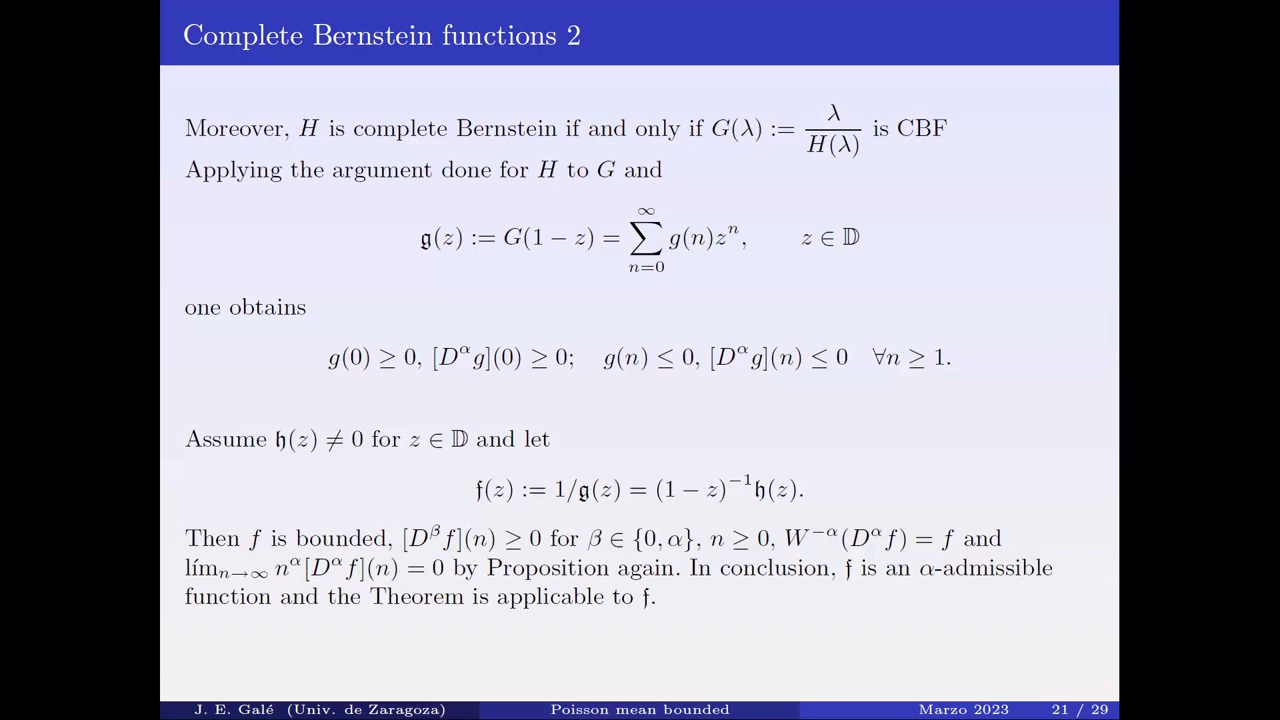 Complete Bernstein functions 2
Moreover, H is complete Bernstein if and only if G(λ) := λ/H(λ) is CBF
Applying the argument done for H to G and
𝔤(z) := G(1 − z) = ∑_{n=0}^{∞} g(n)zⁿ,   z ∈ 𝔻
one obtains
g(0) ≥ 0, [D^α g](0) ≥ 0;   g(n) ≤ 0, [D^α g](n) ≤ 0   ∀n ≥ 1.
Assume 𝔥(z) ≠ 0 for z ∈ 𝔻 and let
𝔣(z) := 1/𝔤(z) = (1 − z)^{−1}𝔥(z).
Then f is bounded, [D^β f](n) ≥ 0 for β ∈ {0, α}, n ≥ 0, W^{−α}(D^α f) = f and
lím_{n→∞} n^α[D^α f](n) = 0 by Proposition again. In conclusion, 𝔣 is an α-admissible
function and the Theorem is applicable to 𝔣.
J. E. Galé (Univ. de Zaragoza)   Poisson mean bounded   Marzo 2023   21 / 29